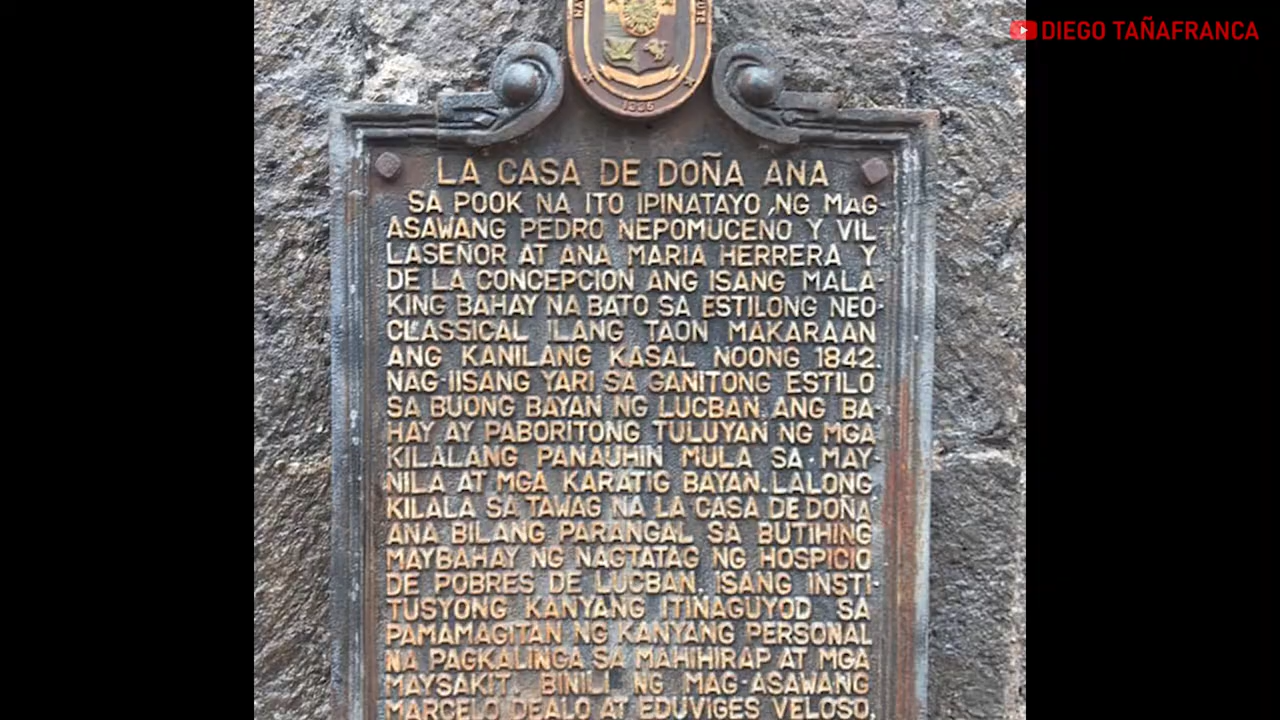 DIEGO TAÑAFRANCA
LA CASA DE DOÑA ANA
SA POOK NA ITO IPINATAYO NG MAG-
ASAWANG PEDRO NEPOMUCENO Y VIL-
LASEÑOR AT ANA MARIA HERRERA Y
DE LA CONCEPCION ANG ISANG MALA-
KING BAHAY NA BATO SA ESTILONG NEO-
CLASSICAL ILANG TAON MAKARAAN
ANG KANILANG KASAL NOONG 1842.
NAG-IISANG YARI SA GANITONG ESTILO
SA BUONG BAYAN NG LUCBAN ANG BA-
HAY AY PABORITONG TULUYAN NG MGA
KILALANG PANAUHIN MULA SA MAY-
NILA AT MGA KARATIG BAYAN. LALONG
KILALA SA TAWAG NA LA CASA DE DOÑA
ANA BILANG PARANGAL SA BUTIHING
MAYBAHAY NG NAGTATAG NG HOSPICIO
DE POBRES DE LUCBAN, ISANG INSTI-
TUSYONG KANYANG ITINAGUYOD SA
PAMAMAGITAN NG KANYANG PERSONAL
NA PAGKALINGA SA MAHIHIRAP AT MGA
MAYSAKIT. BINILI NG MAG-ASAWANG
MARCELO DEALO AT EDUVIGES VELOSO,